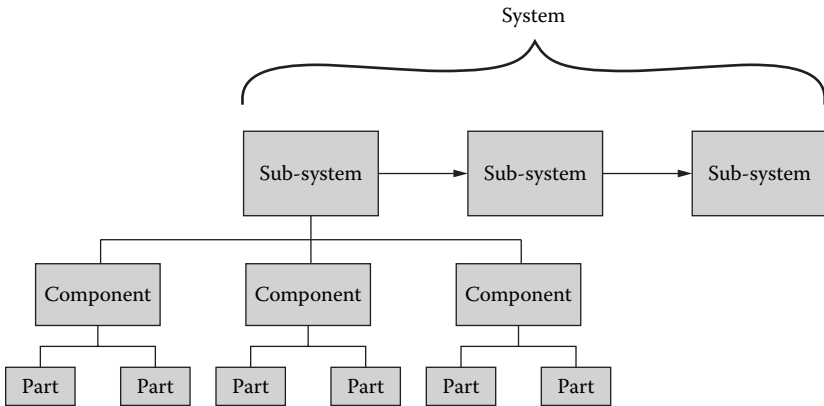 System
Sub-system
Sub-system
Sub-system
Component
Component
Component
Part
Part
Part
Part
Part
Part